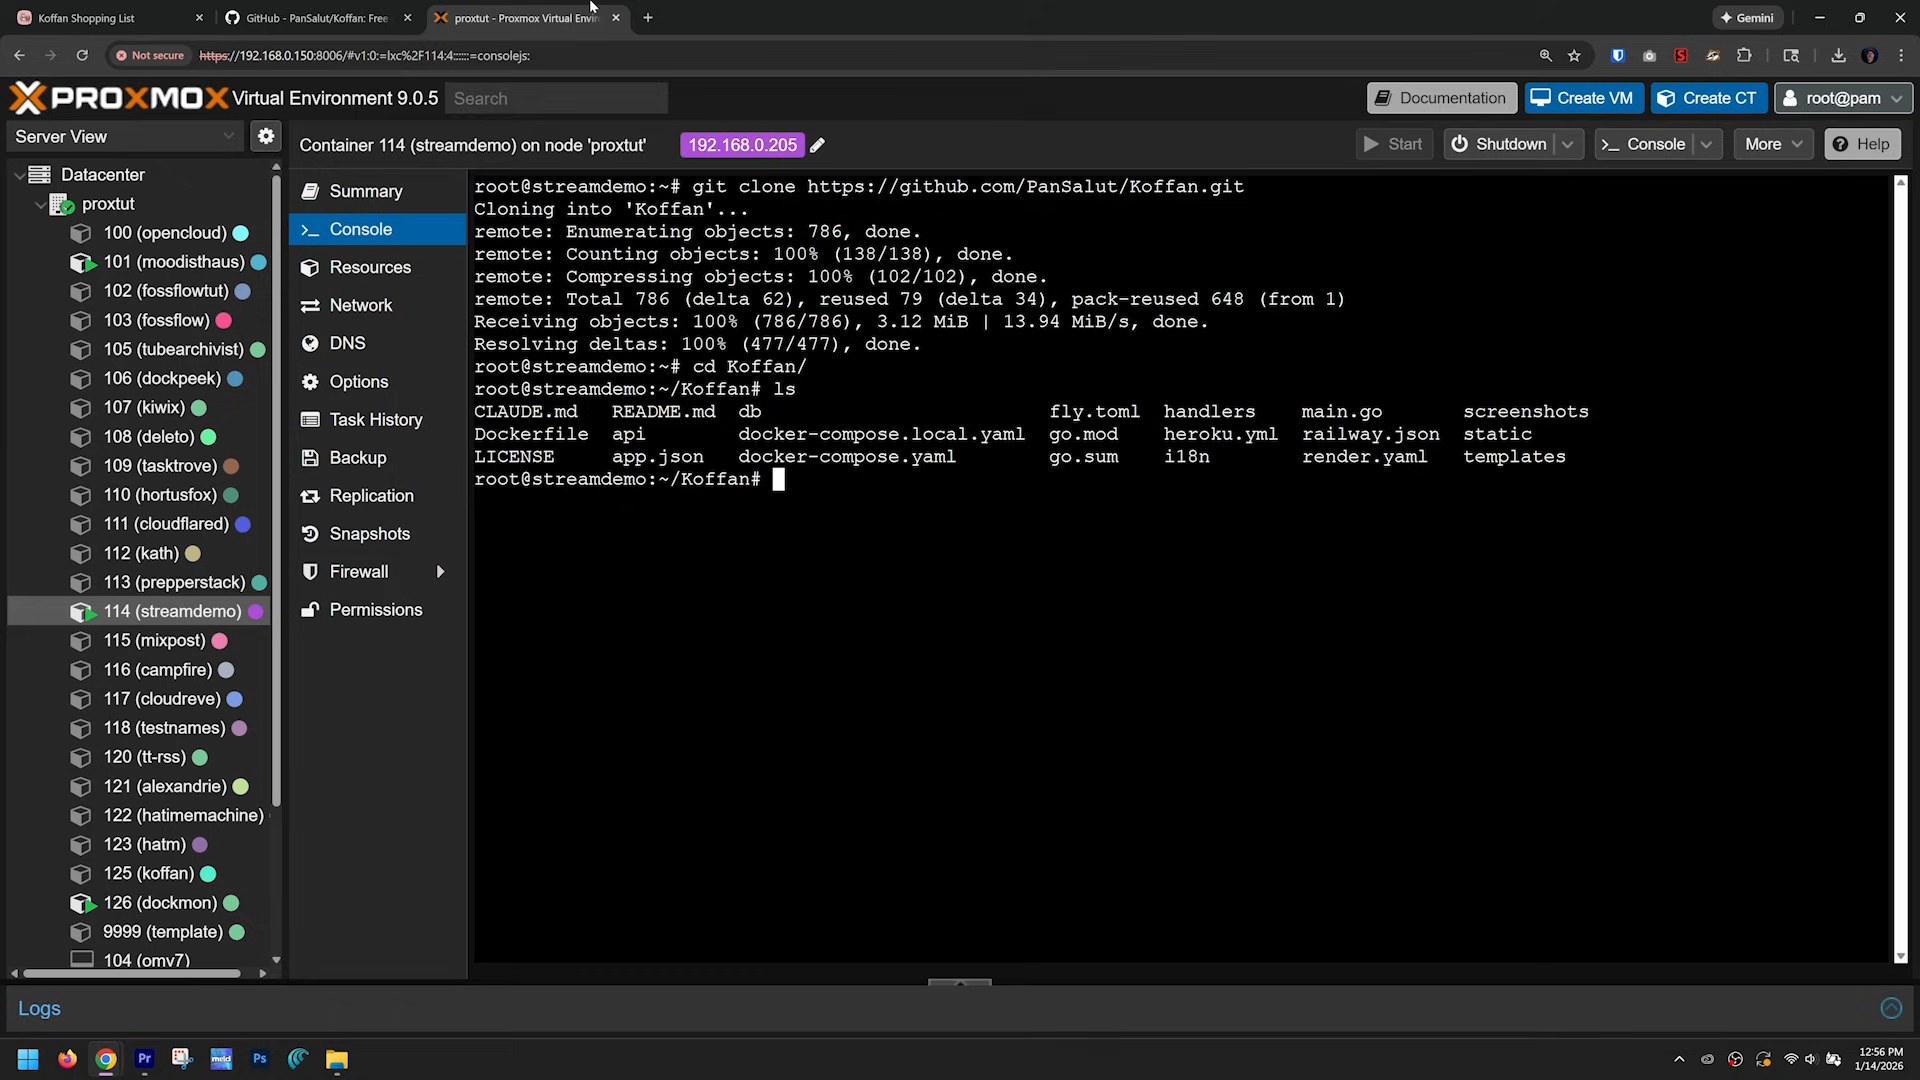 Koffan Shopping List
GitHub - PanSalut/Koffan: Free
proxtut - Proxmox Virtual Envir
Gemini
Not secure
https://192.168.0.150:8006/#v1:0:=lxc%2F114:4::::::=consolejs:
PROXMOX Virtual Environment 9.0.5
Search
Documentation
Create VM
Create CT
root@pam
Server View
Container 114 (streamdemo) on node 'proxtut'
192.168.0.205
Start
Shutdown
Console
More
Help
Datacenter
proxtut
100 (opencloud)
101 (moodisthaus)
102 (fossflowtut)
103 (fossflow)
105 (tubearchivist)
106 (dockpeek)
107 (kiwix)
108 (deleto)
109 (tasktrove)
110 (hortusfox)
111 (cloudflared)
112 (kath)
113 (prepperstack)
114 (streamdemo)
115 (mixpost)
116 (campfire)
117 (cloudreve)
118 (testnames)
120 (tt-rss)
121 (alexandrie)
122 (hatimemachine)
123 (hatm)
125 (koffan)
126 (dockmon)
9999 (template)
104 (omv7)
Summary
Console
Resources
Network
DNS
Options
Task History
Backup
Replication
Snapshots
Firewall
Permissions
root@streamdemo:~# git clone https://github.com/PanSalut/Koffan.git
Cloning into 'Koffan'...
remote: Enumerating objects: 786, done.
remote: Counting objects: 100% (138/138), done.
remote: Compressing objects: 100% (102/102), done.
remote: Total 786 (delta 62), reused 79 (delta 34), pack-reused 648 (from 1)
Receiving objects: 100% (786/786), 3.12 MiB | 13.94 MiB/s, done.
Resolving deltas: 100% (477/477), done.
root@streamdemo:~# cd Koffan/
root@streamdemo:~/Koffan# ls
CLAUDE.md README.md db fly.toml handlers main.go screenshots
Dockerfile api docker-compose.local.yaml go.mod heroku.yml railway.json static
LICENSE app.json docker-compose.yaml go.sum i18n render.yaml templates
root@streamdemo:~/Koffan#
Logs
Pr
meld
Ps
12:56 PM
1/14/2026